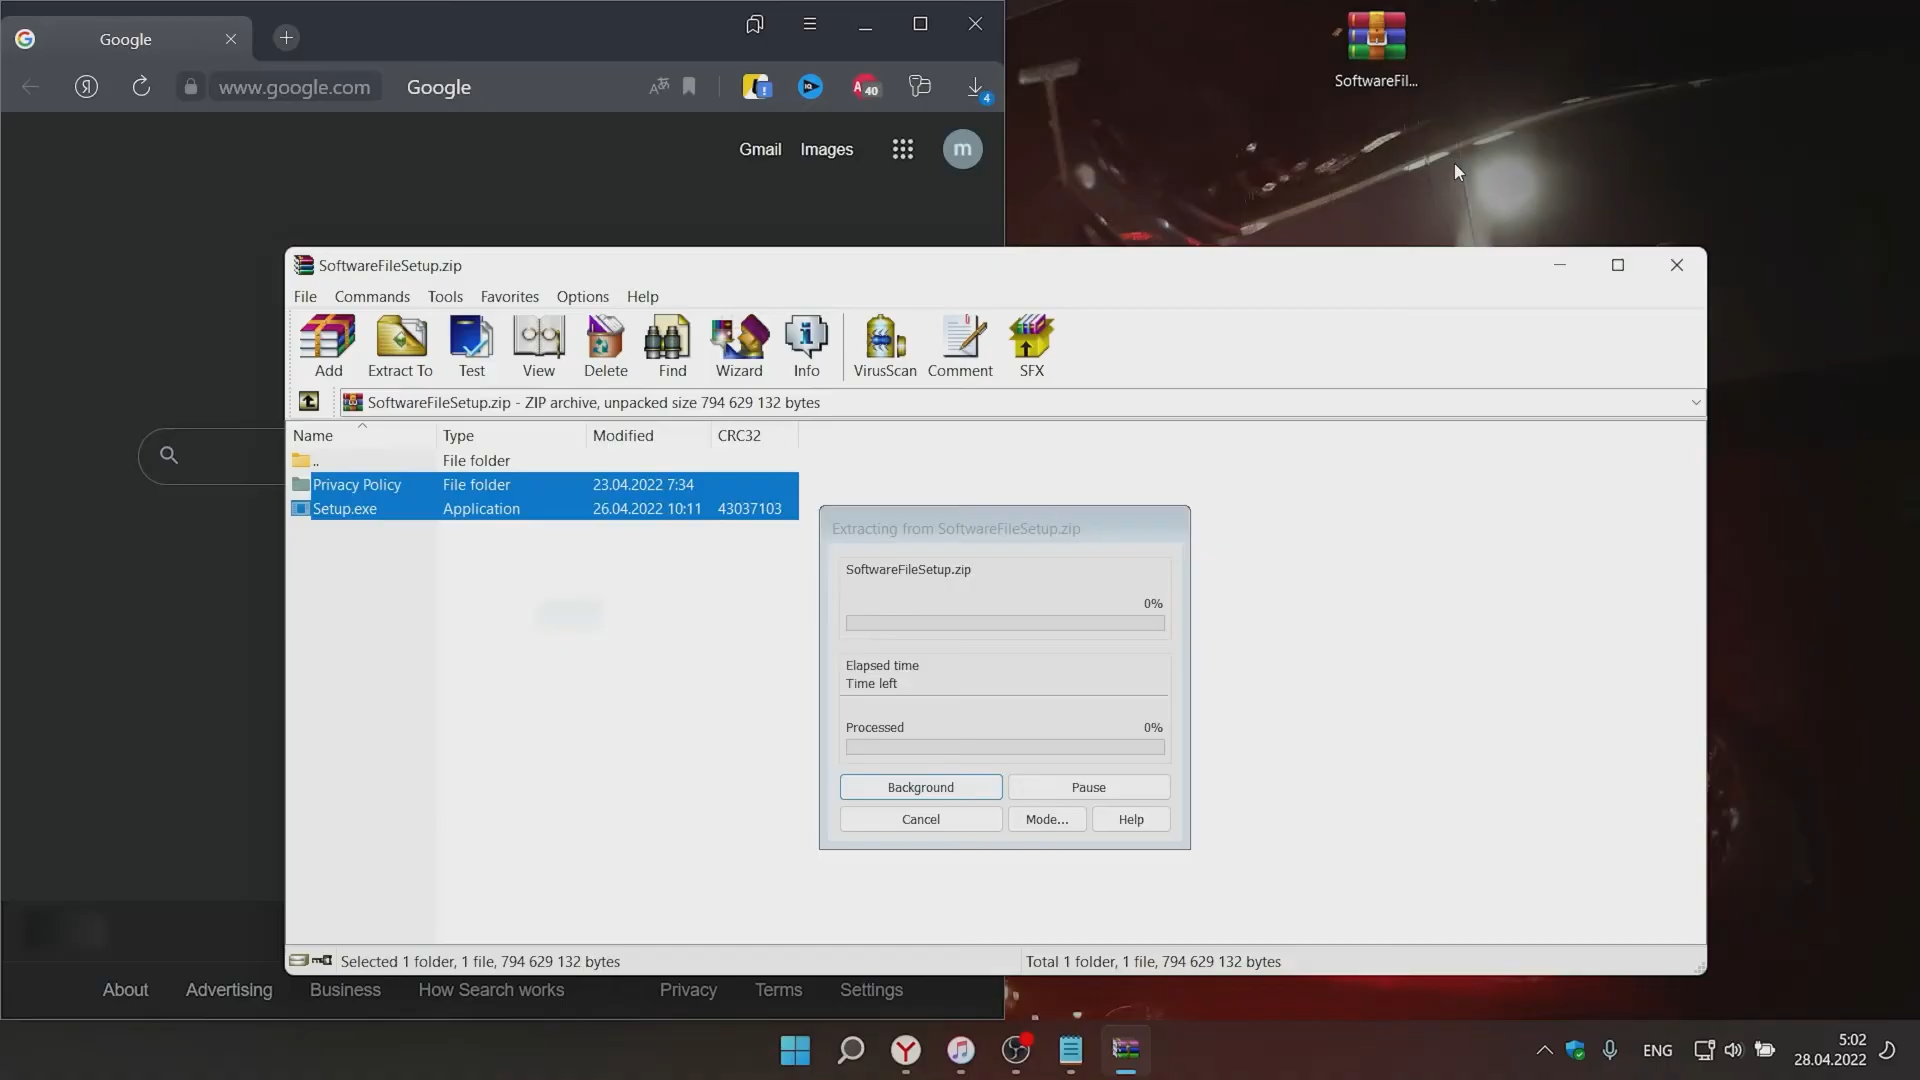 Google
www.google.com
Google
40
4
Gmail
Images
m
SoftwareFil...
SoftwareFileSetup.zip
File
Commands
Tools
Favorites
Options
Help
Add
Extract To
Test
View
Delete
Find
Wizard
Info
VirusScan
Comment
SFX
SoftwareFileSetup.zip - ZIP archive, unpacked size 794 629 132 bytes
Name
Type
Modified
CRC32
..
File folder
Privacy Policy
File folder
23.04.2022 7:34
Setup.exe
Application
26.04.2022 10:11
43037103
Extracting from SoftwareFileSetup.zip
SoftwareFileSetup.zip
0%
Elapsed time
Time left
Processed
0%
Background
Pause
Cancel
Mode...
Help
Selected 1 folder, 1 file, 794 629 132 bytes
Total 1 folder, 1 file, 794 629 132 bytes
About
Advertising
Business
How Search works
Privacy
Terms
Settings
ENG
5:02
28.04.2022